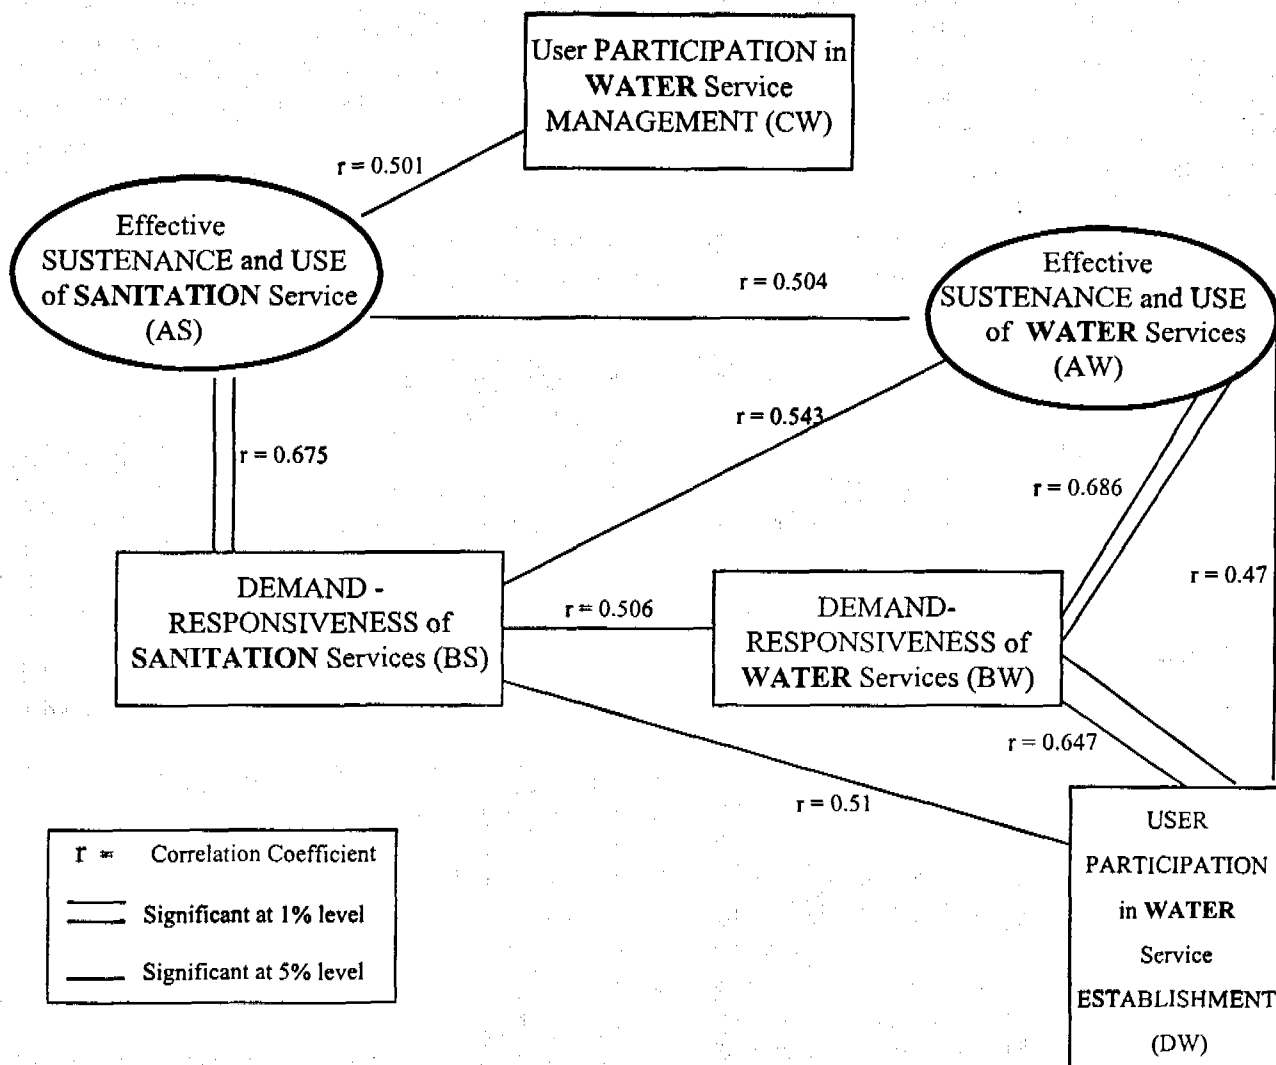 User PARTICIPATION in
WATER Service
MANAGEMENT (CW)
r = 0.501
Effective
SUSTENANCE and USE
of SANITATION Service
(AS)
r = 0.504
Effective
SUSTENANCE and USE
of WATER Services
(AW)
r = 0.543
r = 0.675
r = 0.686
r = 0.47
DEMAND -
RESPONSIVENESS of
SANITATION Services (BS)
r = 0.506
DEMAND-
RESPONSIVENESS of
WATER Services (BW)
r = 0.647
r = 0.51
USER
PARTICIPATION
in WATER
Service
ESTABLISHMENT
(DW)
r = Correlation Coefficient
Significant at 1% level
Significant at 5% level